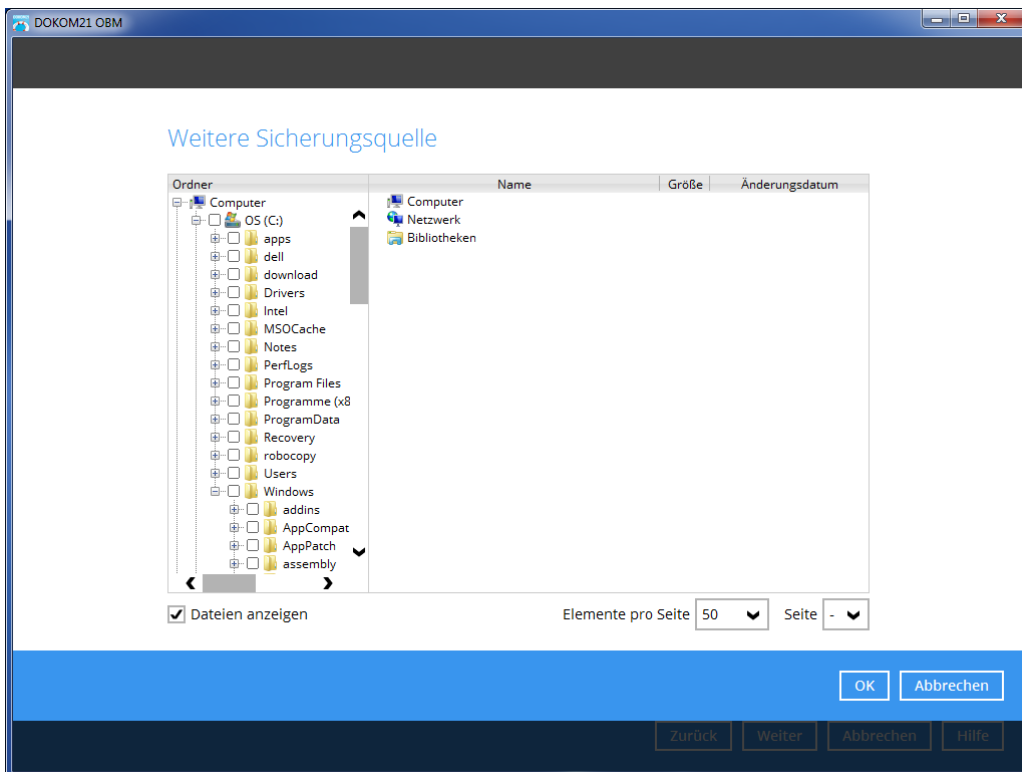 DOKOM21 OBM
Weitere Sicherungsquelle
Ordner Name Größe Änderungsdatum
Computer
OS (C:)
apps
dell
download
Drivers
Intel
MSOCache
Notes
PerfLogs
Program Files
Programme (x8
ProgramData
Recovery
robocopy
Users
Windows
addins
AppCompat
AppPatch
assembly
Computer
Netzwerk
Bibliotheken
Dateien anzeigen
Elemente pro Seite 50 Seite -
OK Abbrechen
Zurück Weiter Abbrechen Hilfe